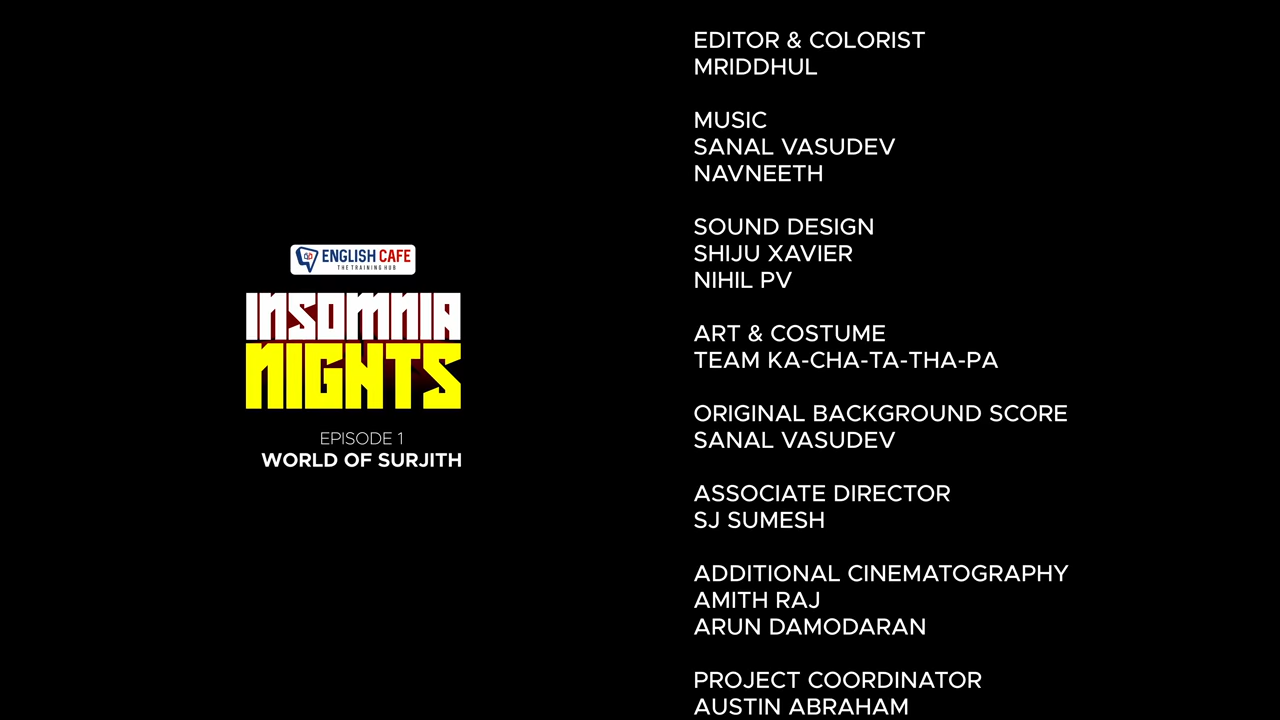 ENGLISH CAFE
THE TRAINING HUB
INSOMNIA
NIGHTS
EPISODE 1
WORLD OF SURJITH
EDITOR & COLORIST
MRIDDHUL
MUSIC
SANAL VASUDEV
NAVNEETH
SOUND DESIGN
SHIJU XAVIER
NIHIL PV
ART & COSTUME
TEAM KA-CHA-TA-THA-PA
ORIGINAL BACKGROUND SCORE
SANAL VASUDEV
ASSOCIATE DIRECTOR
SJ SUMESH
ADDITIONAL CINEMATOGRAPHY
AMITH RAJ
ARUN DAMODARAN
PROJECT COORDINATOR
AUSTIN ABRAHAM